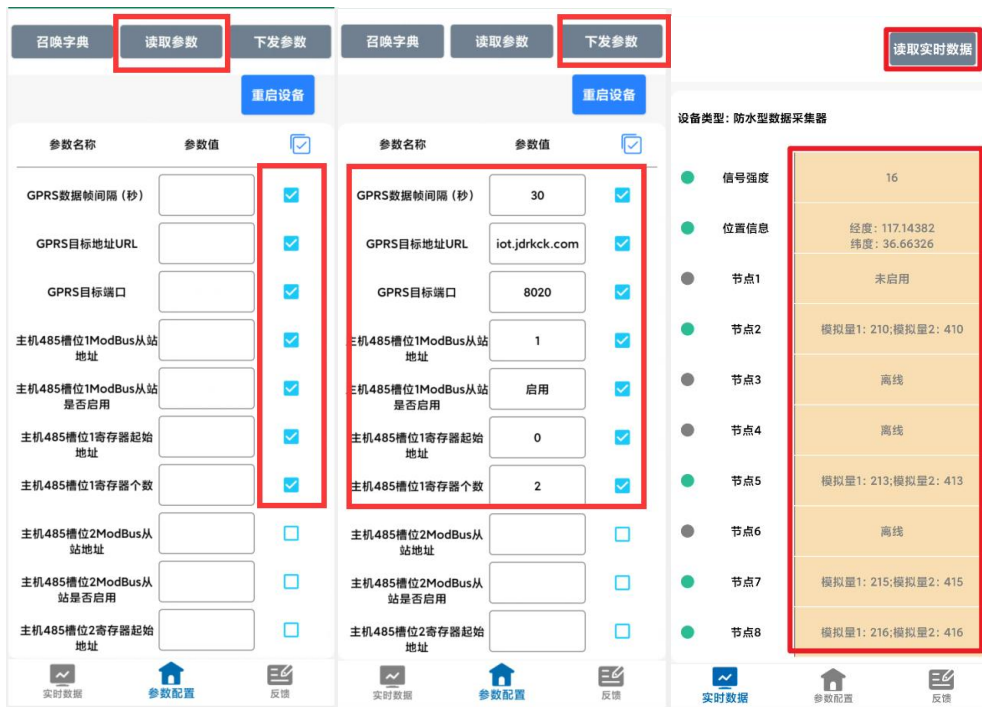 召唤字典
读取参数
下发参数
重启设备
参数名称
参数值
GPRS数据帧间隔 (秒)
GPRS目标地址URL
GPRS目标端口
主机485槽位1ModBus从站
地址
主机485槽位1ModBus从站
是否启用
主机485槽位1寄存器起始
地址
主机485槽位1寄存器个数
主机485槽位2ModBus从
站地址
主机485槽位2ModBus从
站是否启用
主机485槽位2寄存器起始
地址
实时数据
参数配置
反馈
召唤字典
读取参数
下发参数
重启设备
参数名称
参数值
GPRS数据帧间隔 (秒)
30
GPRS目标地址URL
iot.jdrkck.com
GPRS目标端口
8020
主机485槽位1ModBus从站
地址
1
主机485槽位1ModBus从站
是否启用
启用
主机485槽位1寄存器起始
地址
0
主机485槽位1寄存器个数
2
主机485槽位2ModBus从
站地址
主机485槽位2ModBus从
站是否启用
主机485槽位2寄存器起始
地址
实时数据
参数配置
反馈
读取实时数据
设备类型: 防水型数据采集器
信号强度
16
位置信息
经度: 117.14382
纬度: 36.66326
节点1
未启用
节点2
模拟量1: 210;模拟量2: 410
节点3
离线
节点4
离线
节点5
模拟量1: 213;模拟量2: 413
节点6
离线
节点7
模拟量1: 215;模拟量2: 415
节点8
模拟量1: 216;模拟量2: 416
实时数据
参数配置
反馈